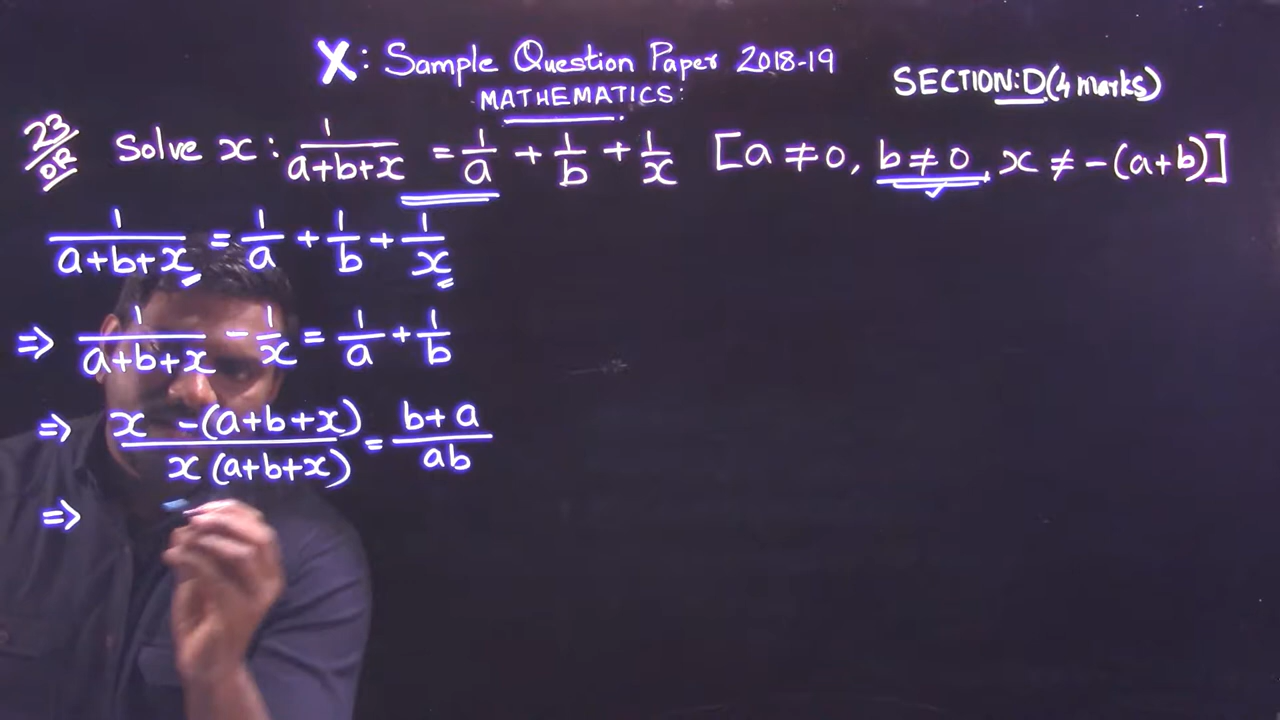 X: Sample Question Paper 2018-19
MATHEMATICS:
SECTION:D(4 marks)
23/OR Solve x: 1/(a+b+x) = 1/a + 1/b + 1/x [a ≠ 0, b ≠ 0, x ≠ -(a+b)]
1/(a+b+x) = 1/a + 1/b + 1/x
⇒ 1/(a+b+x) - 1/x = 1/a + 1/b
⇒ (x -(a+b+x))/(x(a+b+x)) = (b+a)/(ab)
⇒